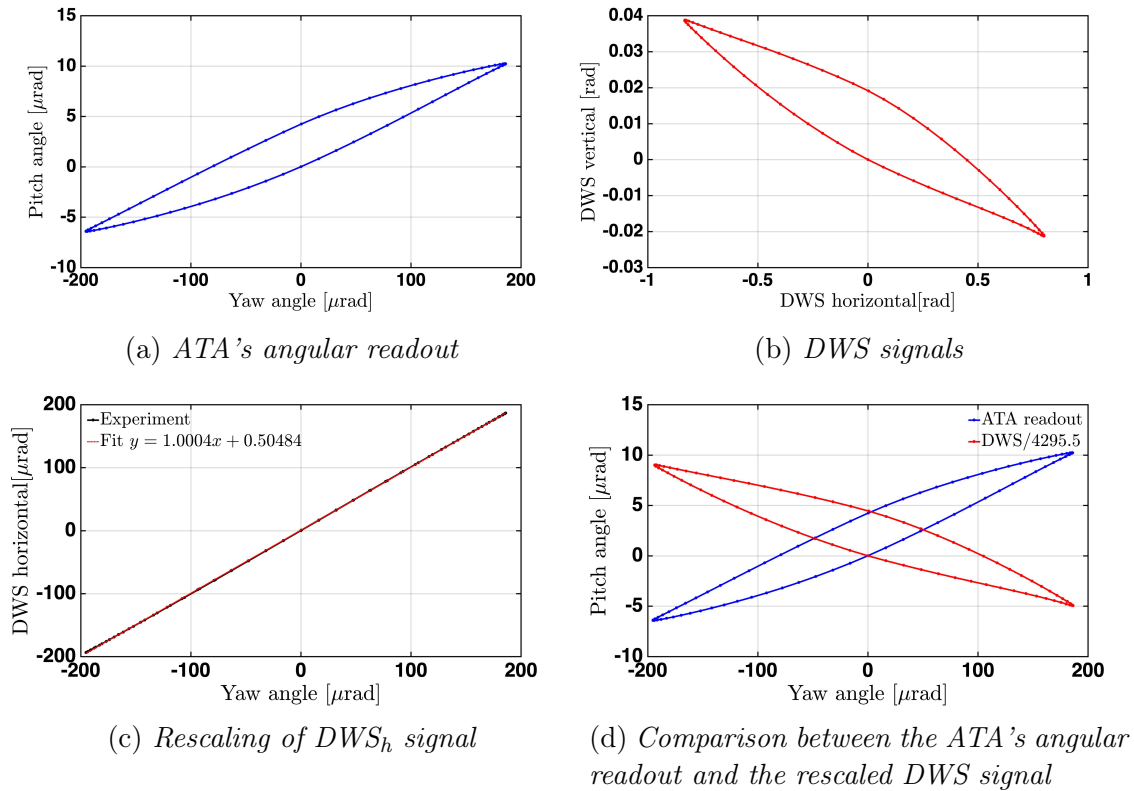 15
10
5
0
-5
-10
Pitch angle [μrad]
-200 -100 0 100 200
Yaw angle [μrad]
(a) ATA's angular readout
0.04
0.03
0.02
0.01
0
-0.01
-0.02
-0.03
DWS vertical [rad]
-1 -0.5 0 0.5 1
DWS horizontal[rad]
(b) DWS signals
200
100
0
-100
-200
DWS horizontal[μrad]
Experiment
Fit y = 1.0004x + 0.50484
-200 -100 0 100 200
Yaw angle [μrad]
(c) Rescaling of DWSₕ signal
15
10
5
0
-5
-10
Pitch angle [μrad]
ATA readout
DWS/4295.5
-200 -100 0 100 200
Yaw angle [μrad]
(d) Comparison between the ATA's angular
readout and the rescaled DWS signal